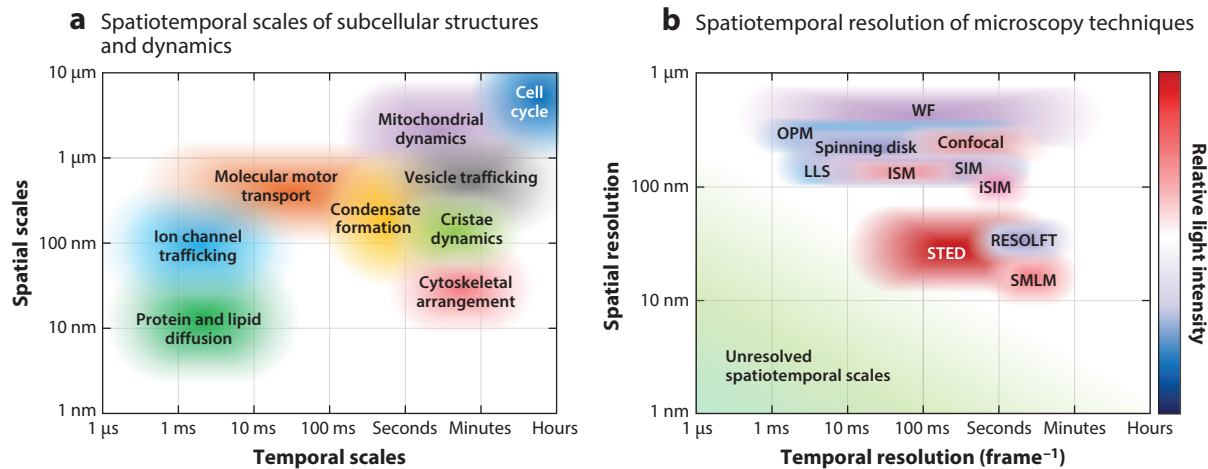 a Spatiotemporal scales of subcellular structures
and dynamics
10 μm
1 μm
100 nm
10 nm
1 nm
Spatial scales
Cell
cycle
Mitochondrial
dynamics
Molecular motor
transport
Vesicle trafficking
Condensate
formation
Cristae
dynamics
Ion channel
trafficking
Cytoskeletal
arrangement
Protein and lipid
diffusion
1 μs
1 ms
10 ms
100 ms
Seconds
Minutes
Hours
Temporal scales
b Spatiotemporal resolution of microscopy techniques
1 μm
100 nm
10 nm
1 nm
Spatial resolution
WF
OPM
Spinning disk
Confocal
LLS
ISM
SIM
iSIM
STED
RESOLFT
SMLM
Unresolved
spatiotemporal scales
1 μs
1 ms
10 ms
100 ms
Seconds
Minutes
Hours
Temporal resolution (frame⁻¹)
Relative light intensity